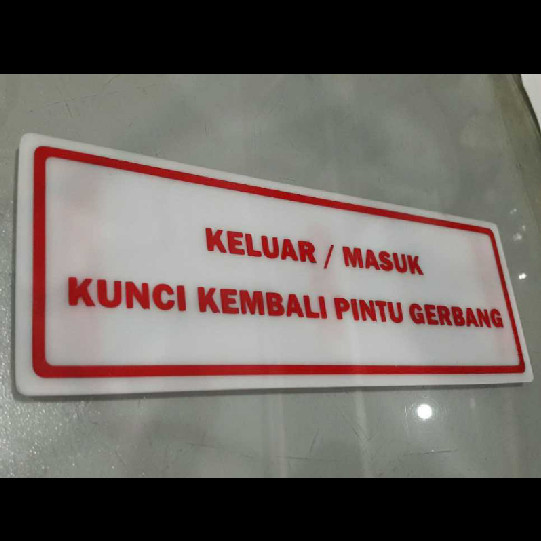 KELUAR / MASUK
KUNCI KEMBALI PINTU GERBANG